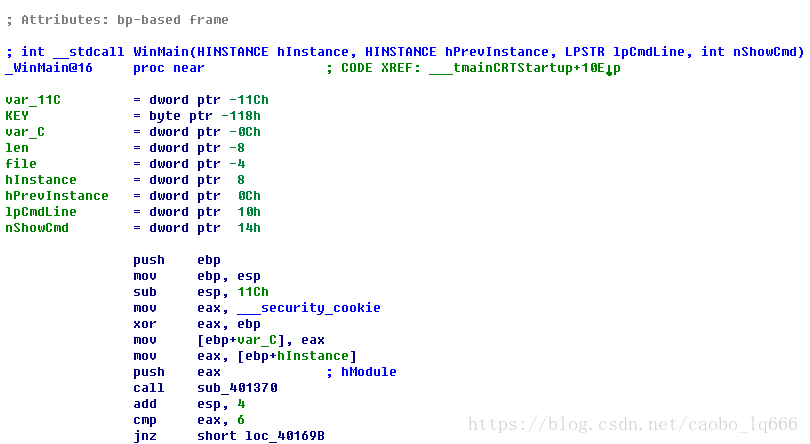 ; Attributes: bp-based frame
; int __stdcall WinMain(HINSTANCE hInstance, HINSTANCE hPrevInstance, LPSTR lpCmdLine, int nShowCmd)
_WinMain@16 proc near ; CODE XREF: ___tmainCRTStartup+10E↓p
var_11C = dword ptr -11Ch
KEY = byte ptr -118h
var_C = dword ptr -0Ch
len = dword ptr -8
file = dword ptr -4
hInstance = dword ptr 8
hPrevInstance = dword ptr 0Ch
lpCmdLine = dword ptr 10h
nShowCmd = dword ptr 14h
push ebp
mov ebp, esp
sub esp, 11Ch
mov eax, ___security_cookie
xor eax, ebp
mov [ebp+var_C], eax
mov eax, [ebp+hInstance]
push eax ; hModule
call sub_401370
add esp, 4
cmp eax, 6
jnz short loc_40169B
https://blog.csdn.net/caobo_lq666